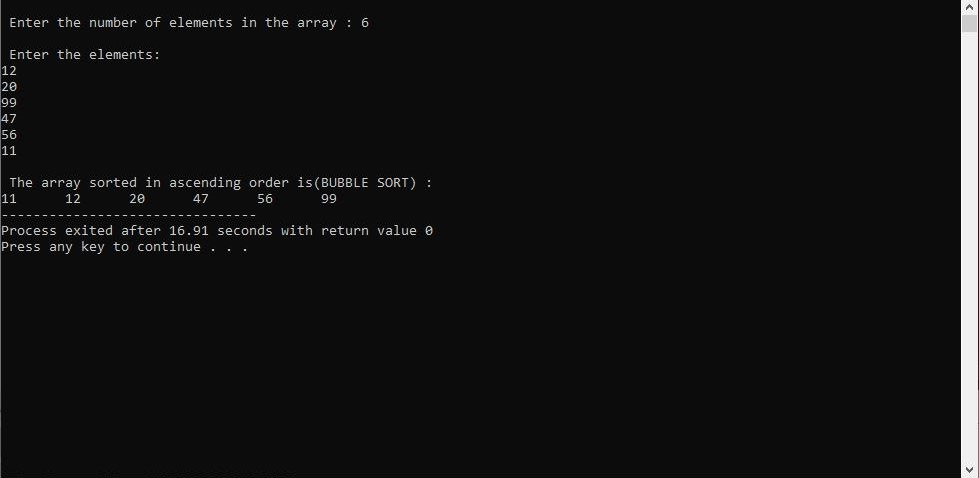 Enter the number of elements in the array : 6
Enter the elements:
12
20
99
47
56
11
The array sorted in ascending order is(BUBBLE SORT) :
11      12      20      47      56      99
--------------------------------
Process exited after 16.91 seconds with return value 0
Press any key to continue . . .